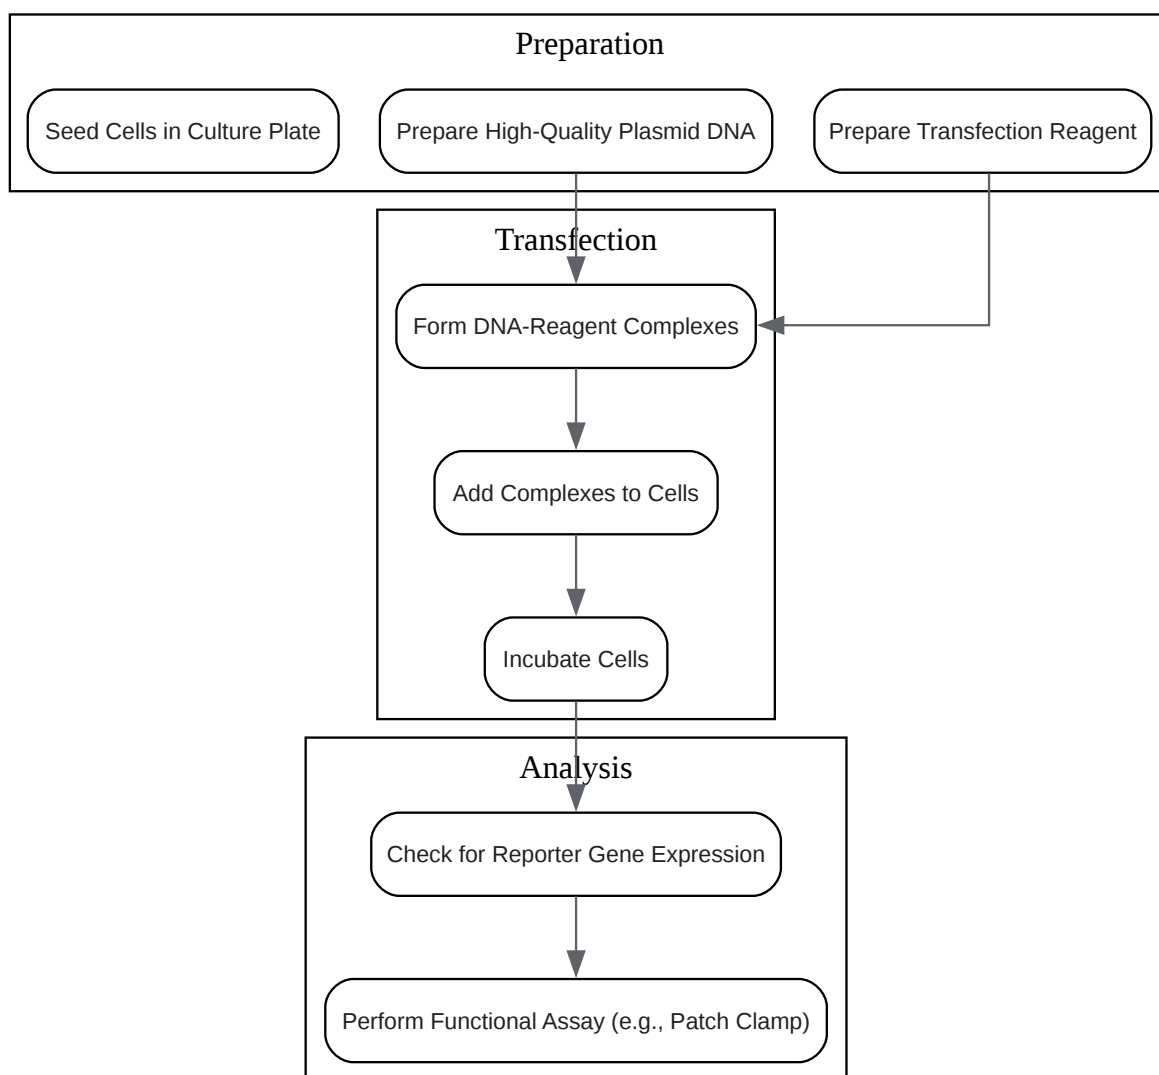 Preparation
Seed Cells in Culture Plate
Prepare High-Quality Plasmid DNA
Prepare Transfection Reagent
Transfection
Form DNA-Reagent Complexes
Add Complexes to Cells
Incubate Cells
Analysis
Check for Reporter Gene Expression
Perform Functional Assay (e.g., Patch Clamp)